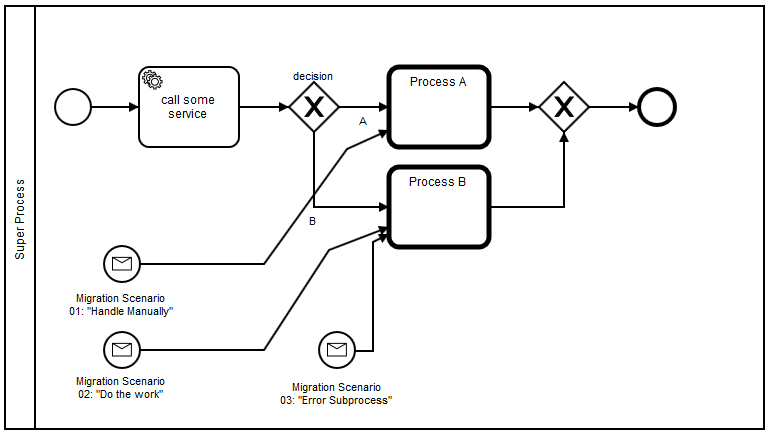 Super Process
decision
call some
service
Process A
A
Process B
B
Migration Scenario
01: "Handle Manually"
Migration Scenario
02: "Do the work"
Migration Scenario
03: "Error Subprocess"